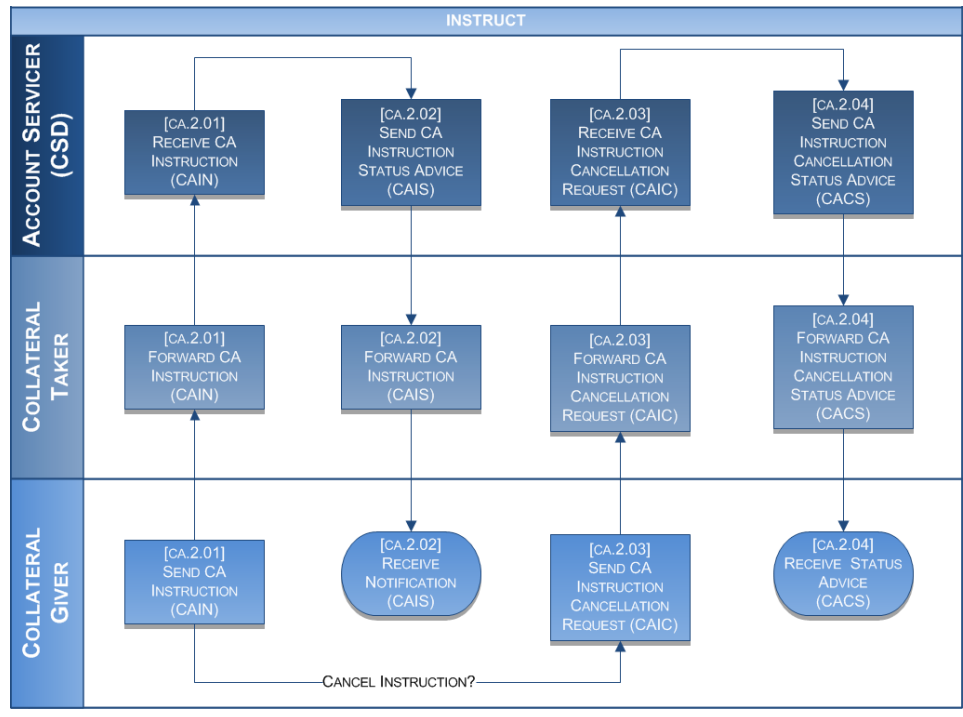 INSTRUCT
ACCOUNT SERVICER
(CSD)
[CA.2.01]
RECEIVE CA
INSTRUCTION
(CAIN)
[CA.2.02]
SEND CA
INSTRUCTION
STATUS ADVICE
(CAIS)
[CA.2.03]
RECEIVE CA
INSTRUCTION
CANCELLATION
REQUEST (CAIC)
[CA.2.04]
SEND CA
INSTRUCTION
CANCELLATION
STATUS ADVICE
(CACS)
COLLATERAL
TAKER
[CA.2.01]
FORWARD CA
INSTRUCTION
(CAIN)
[CA.2.02]
FORWARD CA
INSTRUCTION
(CAIS)
[CA.2.03]
FORWARD CA
INSTRUCTION
CANCELLATION
REQUEST (CAIC)
[CA.2.04]
FORWARD CA
INSTRUCTION
CANCELLATION
STATUS ADVICE
(CACS)
COLLATERAL
GIVER
[CA.2.01]
SEND CA
INSTRUCTION
(CAIN)
[CA.2.02]
RECEIVE
NOTIFICATION
(CAIS)
[CA.2.03]
SEND CA
INSTRUCTION
CANCELLATION
REQUEST (CAIC)
[CA.2.04]
RECEIVE STATUS
ADVICE
(CACS)
CANCEL INSTRUCTION?